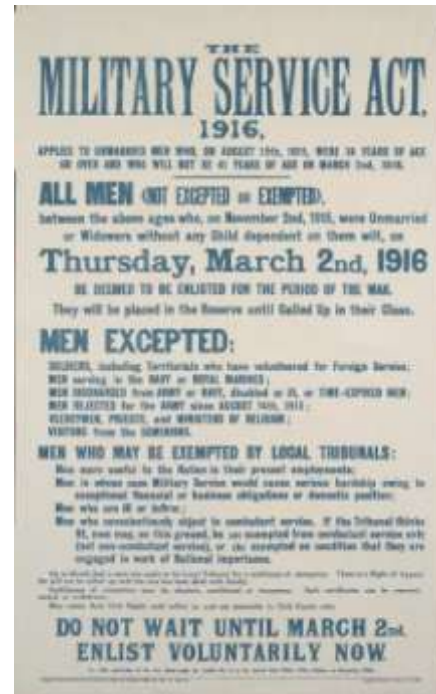 THE
MILITARY SERVICE ACT,
1916,
APPLIES TO UNMARRIED MEN WHO, ON AUGUST 15th, 1915, WERE 18 YEARS OF AGE
OR OVER AND WHO WILL NOT BE 41 YEARS OF AGE ON MARCH 2nd, 1916.
ALL MEN (NOT EXCEPTED OR EXEMPTED),
between the above ages who, on November 2nd, 1915, were Unmarried
or Widowers without any Child dependent on them will, on
Thursday, March 2nd, 1916
BE DEEMED TO BE ENLISTED FOR THE PERIOD OF THE WAR.
They will be placed in the Reserve until Called Up in their Class.
MEN EXCEPTED:
SOLDIERS, including Territorials who have volunteered for Foreign Service;
MEN serving in the NAVY or ROYAL MARINES;
MEN DISCHARGED from ARMY or NAVY, disabled or ill, or TIME-EXPIRED MEN;
MEN REJECTED for the ARMY since AUGUST 14th, 1915;
CLERGYMEN, PRIESTS, and MINISTERS OF RELIGION;
VISITORS from the DOMINIONS.
MEN WHO MAY BE EXEMPTED BY LOCAL TRIBUNALS:
Men more useful to the Nation in their present employments;
Men in whose case Military Service would cause serious hardship owing to
exceptional financial or business obligations or domestic position;
Men who are ill or infirm;
Men who conscientiously object to combatant service. If the Tribunal thinks
fit, men may, on this ground, be (a) exempted from combatant service only
(not non-combatant service), or (b) exempted on condition that they are
engaged in work of National importance.
DO NOT WAIT UNTIL MARCH 2nd.
ENLIST VOLUNTARILY NOW.